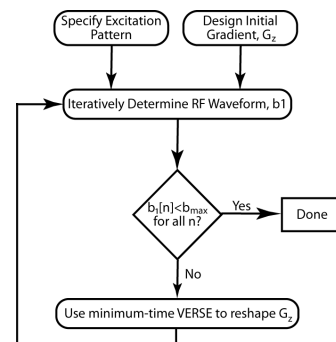 Specify Excitation
Pattern
Design Initial
Gradient, Gz
Iteratively Determine RF Waveform, b1
b1[n]<bmax
for all n?
Yes
Done
No
Use minimum-time VERSE to reshape Gz